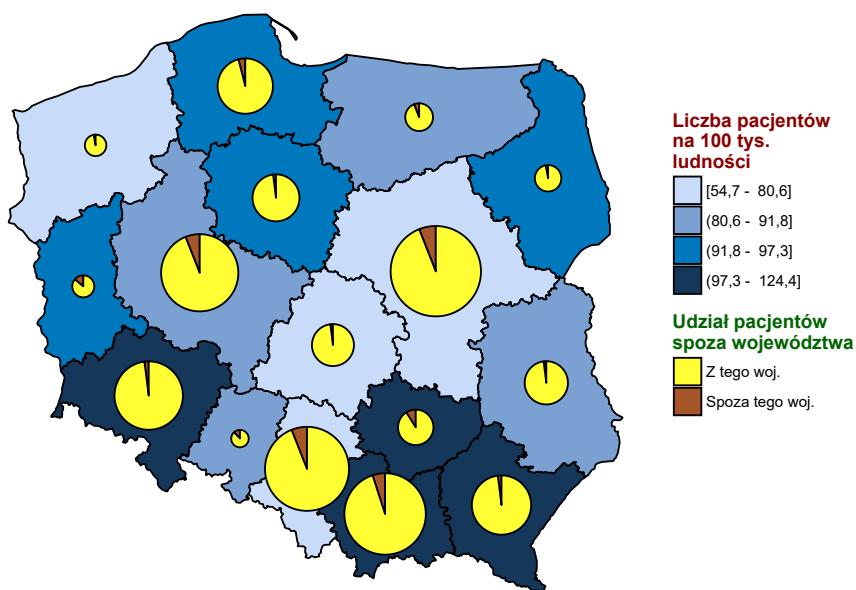 Liczba pacjentów
na 100 tys.
ludności
[54,7 - 80,6]
(80,6 - 91,8]
(91,8 - 97,3]
(97,3 - 124,4]
Udział pacjentów
spoza województwa
Z tego woj.
Spoza tego woj.